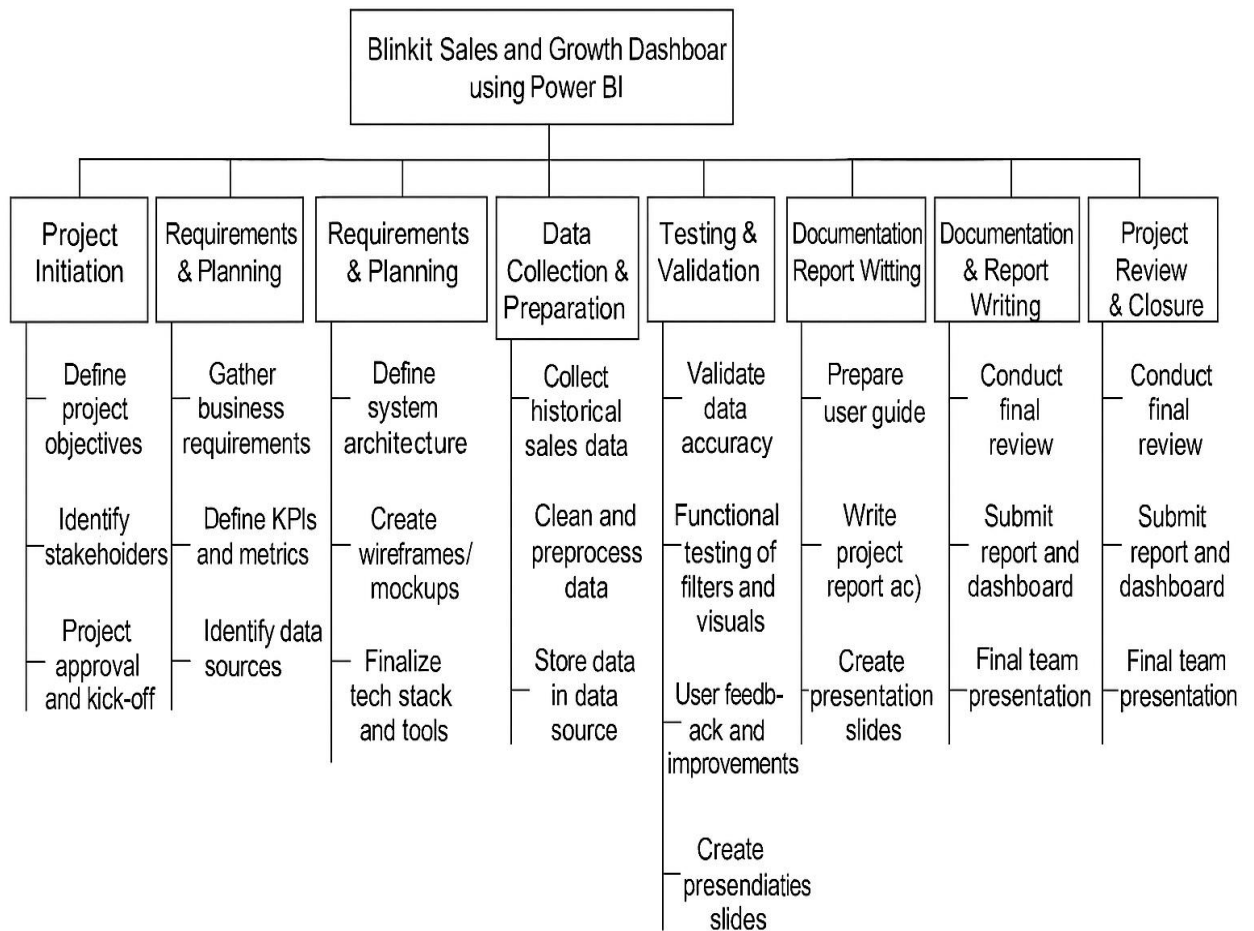 Blinkit Sales and Growth Dashboar
using Power BI
Project
Initiation
Define
project
objectives
Identify
stakehoiders
Project
approval
and kick-off
Requirements
& Planning
Gather
business
requirements
Define KPIs
and metrics
Identify data
sources
Requirements
& Planning
Define
system
architecture
Create
wireframes/
mockups
Finalize
tech stack
and tools
Data
Collection &
Preparation
Collect
historical
sales data
Clean and
preprocess
data
Store data
in data
source
Testing &
Validation
Validate
data
accuracy
Functional
testing of
filters and
visuals
User feedb-
ack and
improvements
Create
presendiaties
slides
Documentation
Report Witting
Prepare
user guide
Write
project
report ac)
Create
presentation
slides
Documentation
& Report
Writing
Conduct
final
review
Submit
report and
dashboard
Final team
presentation
Project
Review
& Closure
Conduct
final
review
Submit
report and
dashboard
Final team
presentation